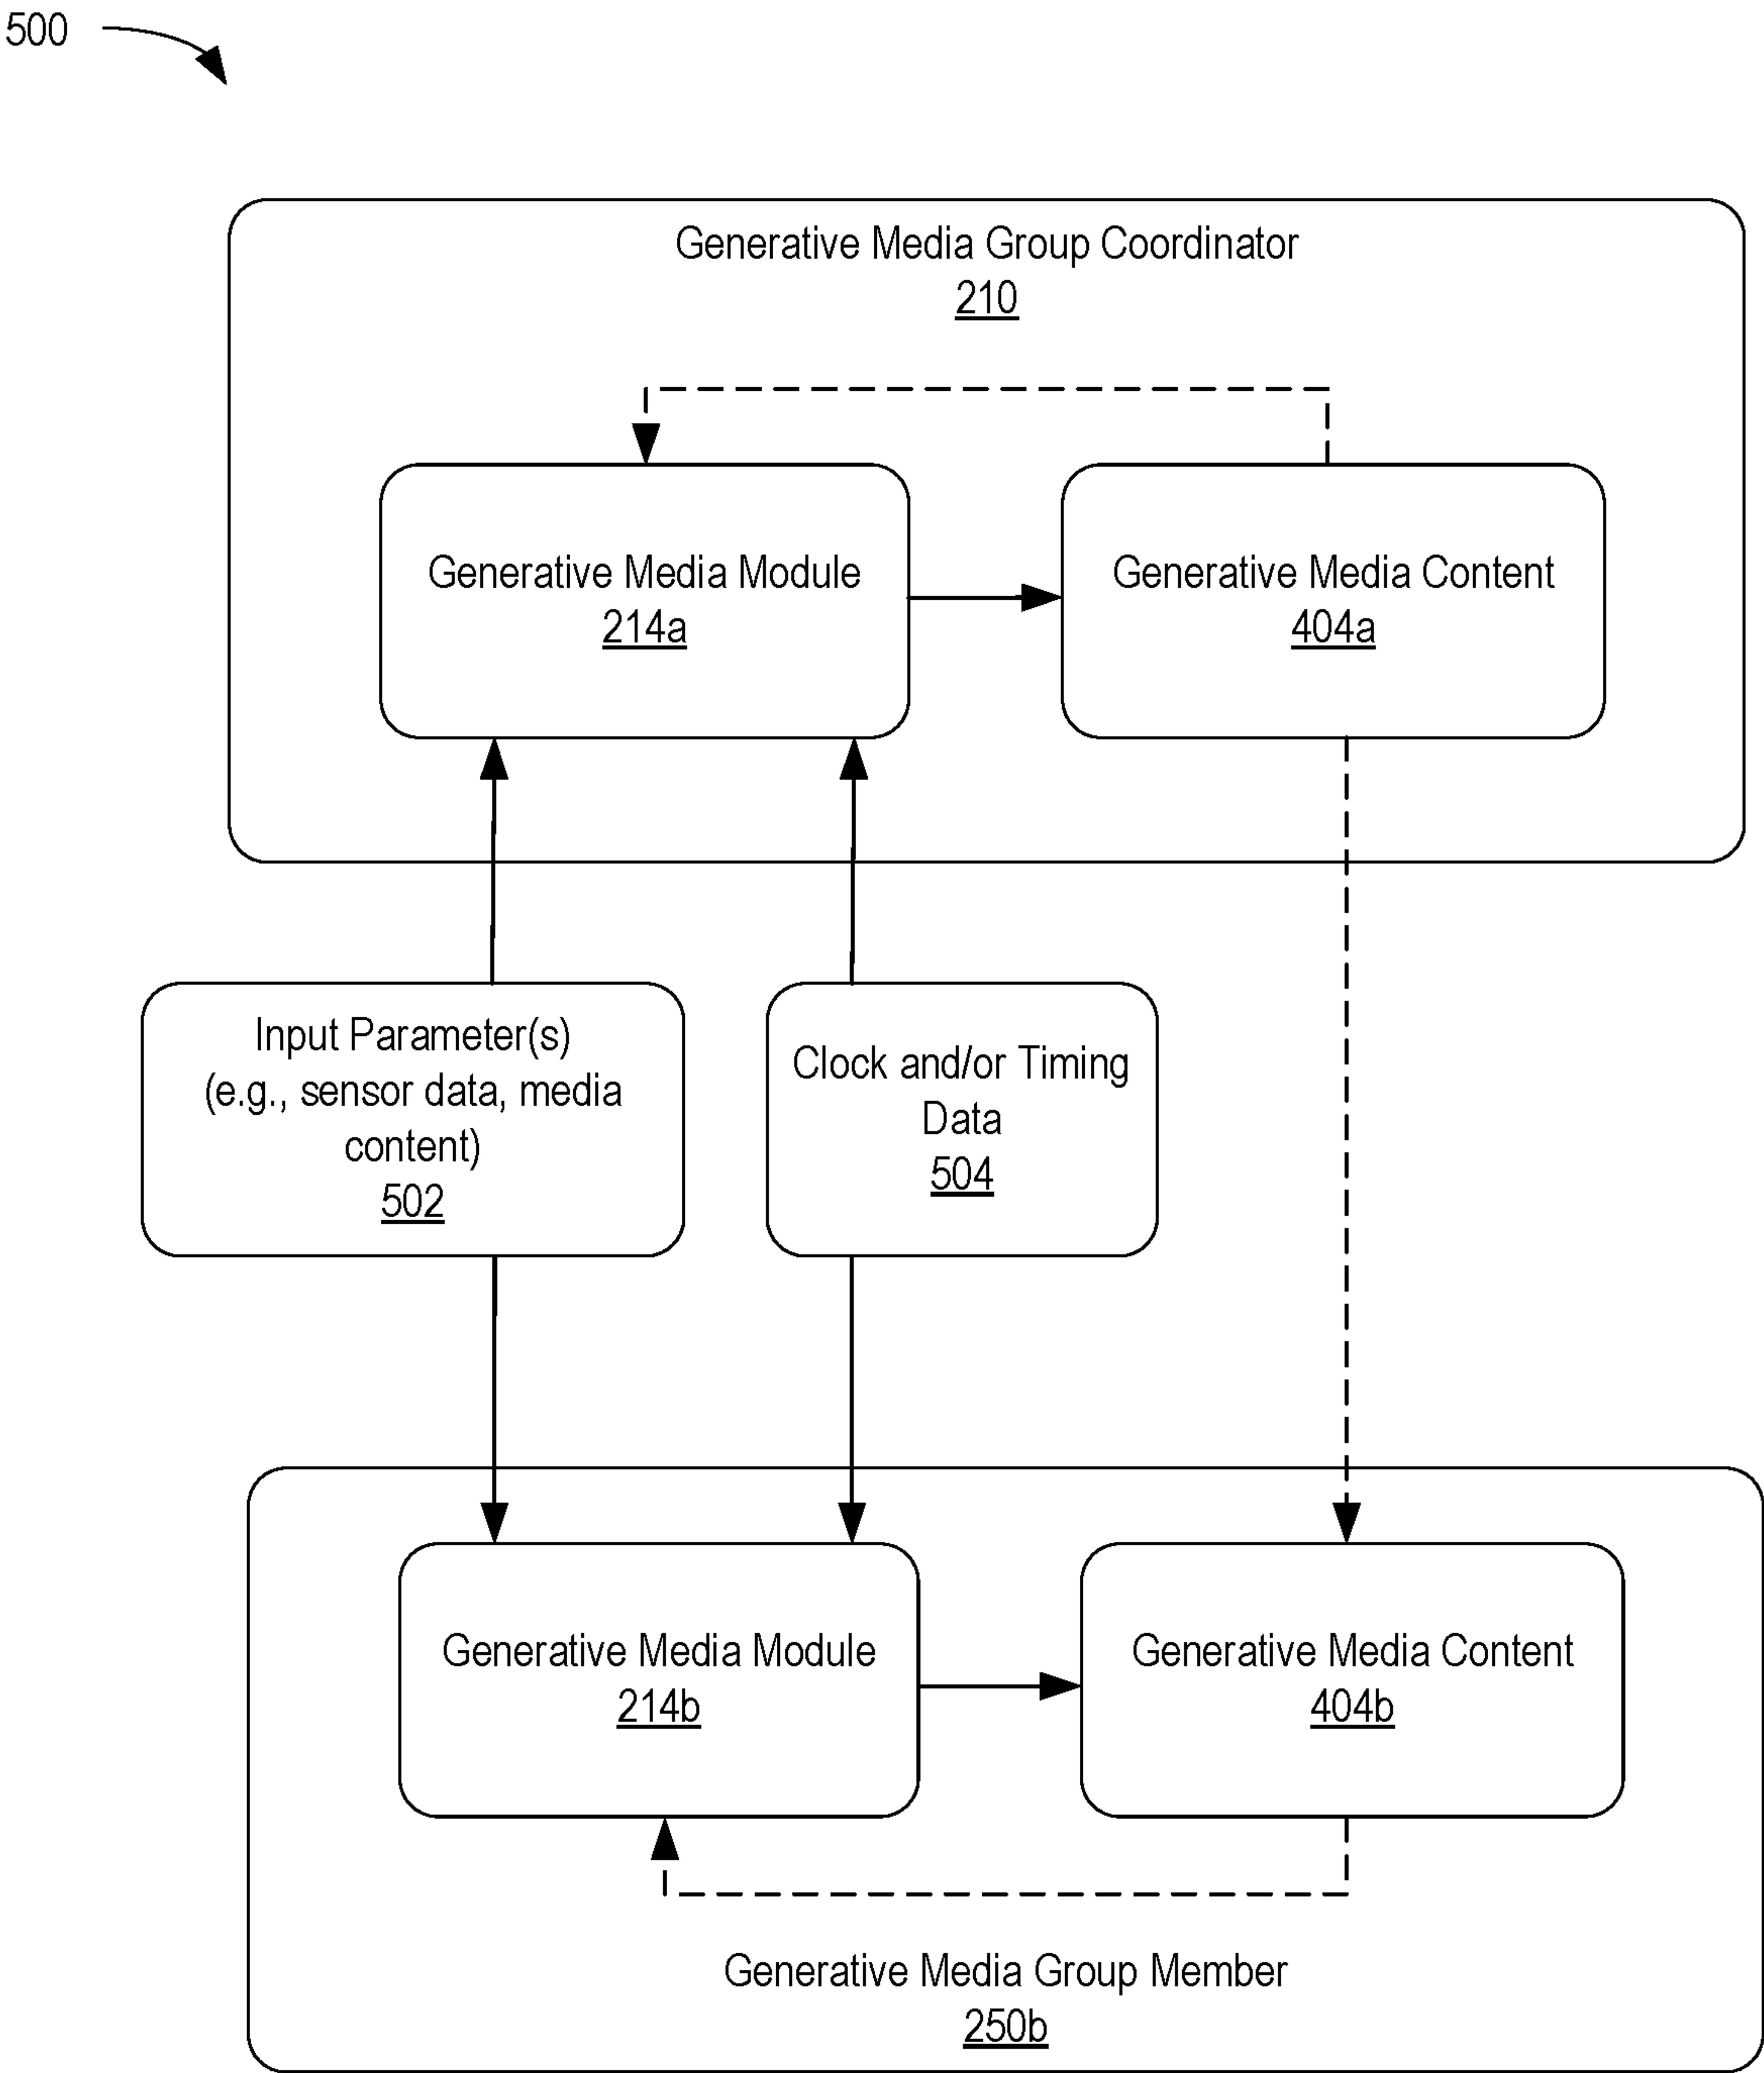 500
Generative Media Group Coordinator
210
Generative Media Module
214a
Generative Media Content
404a
Input Parameter(s)
(e.g., sensor data, media
content)
502
Clock and/or Timing
Data
504
Generative Media Module
214b
Generative Media Content
404b
Generative Media Group Member
250b